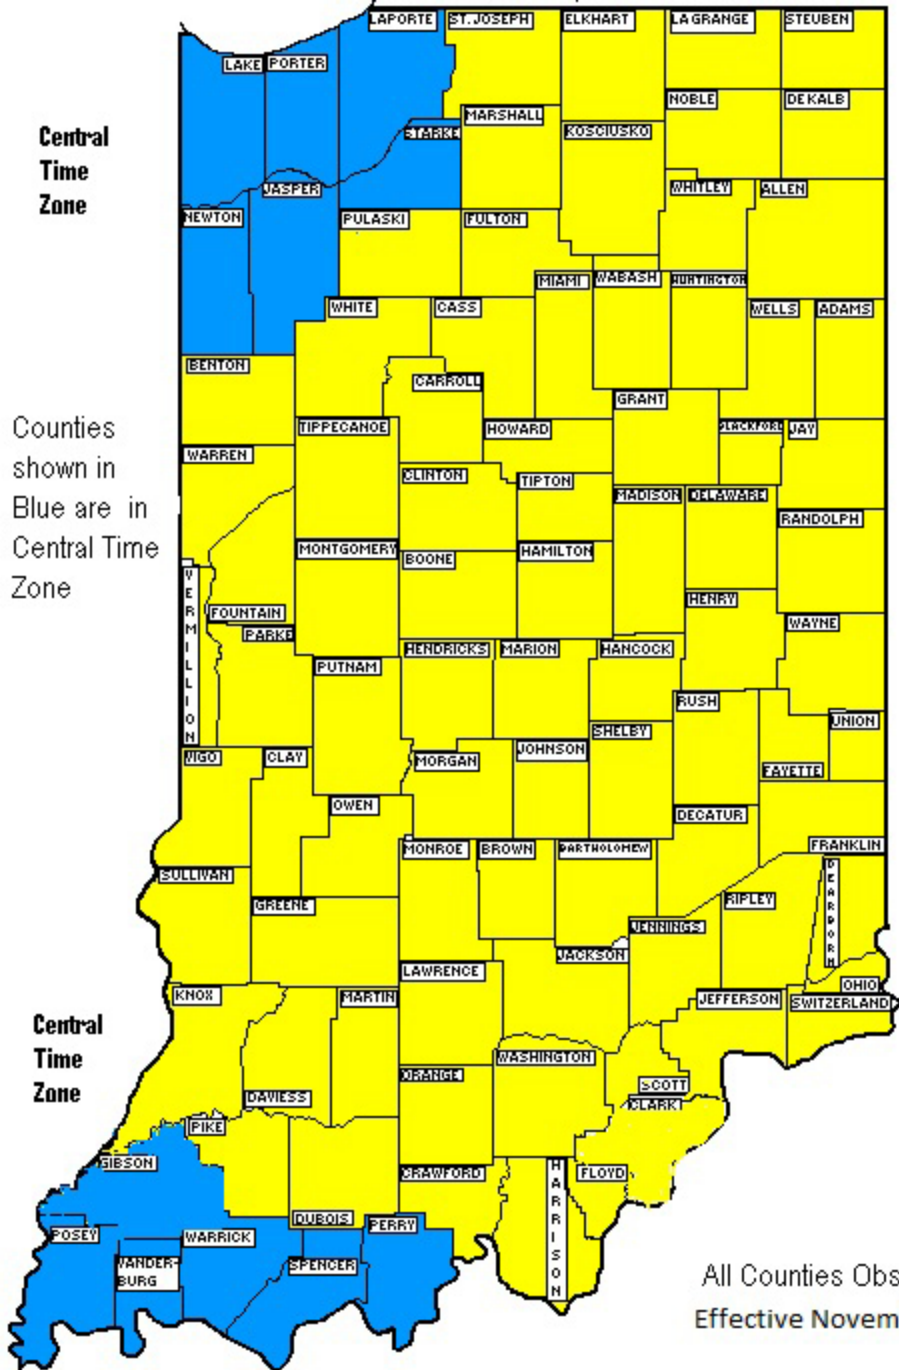 LAPORTE
ST. JOSEPH
ELKHART
LAGRANGE
STEUBEN
LAKE
PORTER
NOBLE
DEKALB
MARSHALL
STARKE
KOSCIUSKO
Central
Time
Zone
JASPER
WHITLEY
ALLEN
NEWTON
PULASKI
FULTON
MIAMI
WABASH
HUNTINGTON
WHITE
CASS
WELLS
ADAMS
BENTON
CARROLL
GRANT
Counties
shown in
Blue are in
Central Time
Zone
TIPPECANOE
HOWARD
BLACKFORD
JAY
WARREN
CLINTON
TIPTON
MADISON
DELAWARE
RANDOLPH
MONTGOMERY
BOONE
HAMILTON
VERMILLION
HENRY
FOUNTAIN
WAYNE
PARKE
HENDRICKS
MARION
HANCOCK
PUTNAM
RUSH
UNION
SHELBY
VIGO
CLAY
MORGAN
JOHNSON
FAYETTE
OWEN
DECATUR
FRANKLIN
MONROE
BROWN
BARTHOLOMEW
SULLIVAN
DEARBORN
RIPLEY
GREENE
JENNINGS
JACKSON
LAWRENCE
OHIO
KNOX
MARTIN
JEFFERSON
SWITZERLAND
Central
Time
Zone
WASHINGTON
ORANGE
SCOTT
DAVIESS
CLARK
PIKE
GIBSON
CRAWFORD
HARRISON
FLOYD
DUBOIS
PERRY
POSEY
WARRICK
VANDER-
BURG
SPENCER
All Counties Obs
Effective Novem